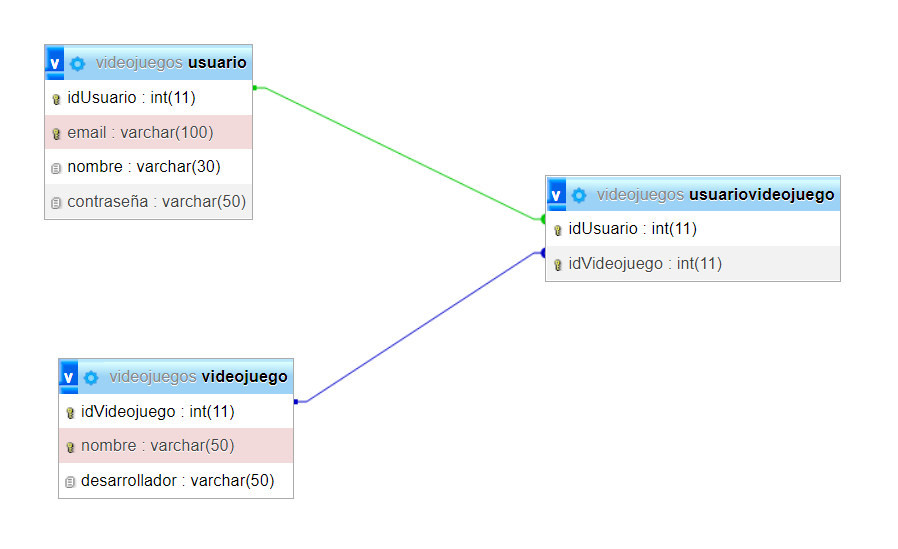 v videojuegos usuario
idUsuario : int(11)
email : varchar(100)
nombre : varchar(30)
contraseña : varchar(50)
v videojuegos usuariovideojuego
idUsuario : int(11)
idVideojuego : int(11)
v videojuegos videojuego
idVideojuego : int(11)
nombre : varchar(50)
desarrollador : varchar(50)